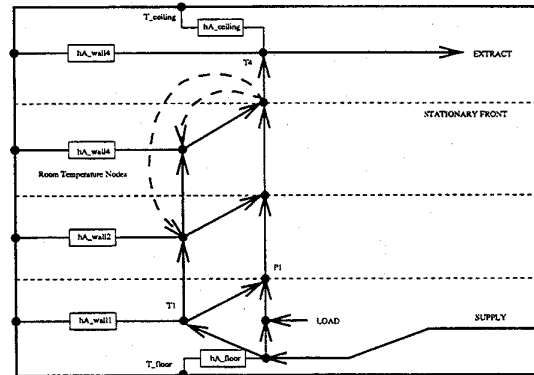 T_ceiling
hA_ceiling
hA_wall4
T4
EXTRACT
STATIONARY FRONT
hA_wall4
Room Temperature Nodes
hA_wall2
P1
T1
hA_wall1
LOAD
SUPPLY
T_floor
hA_floor